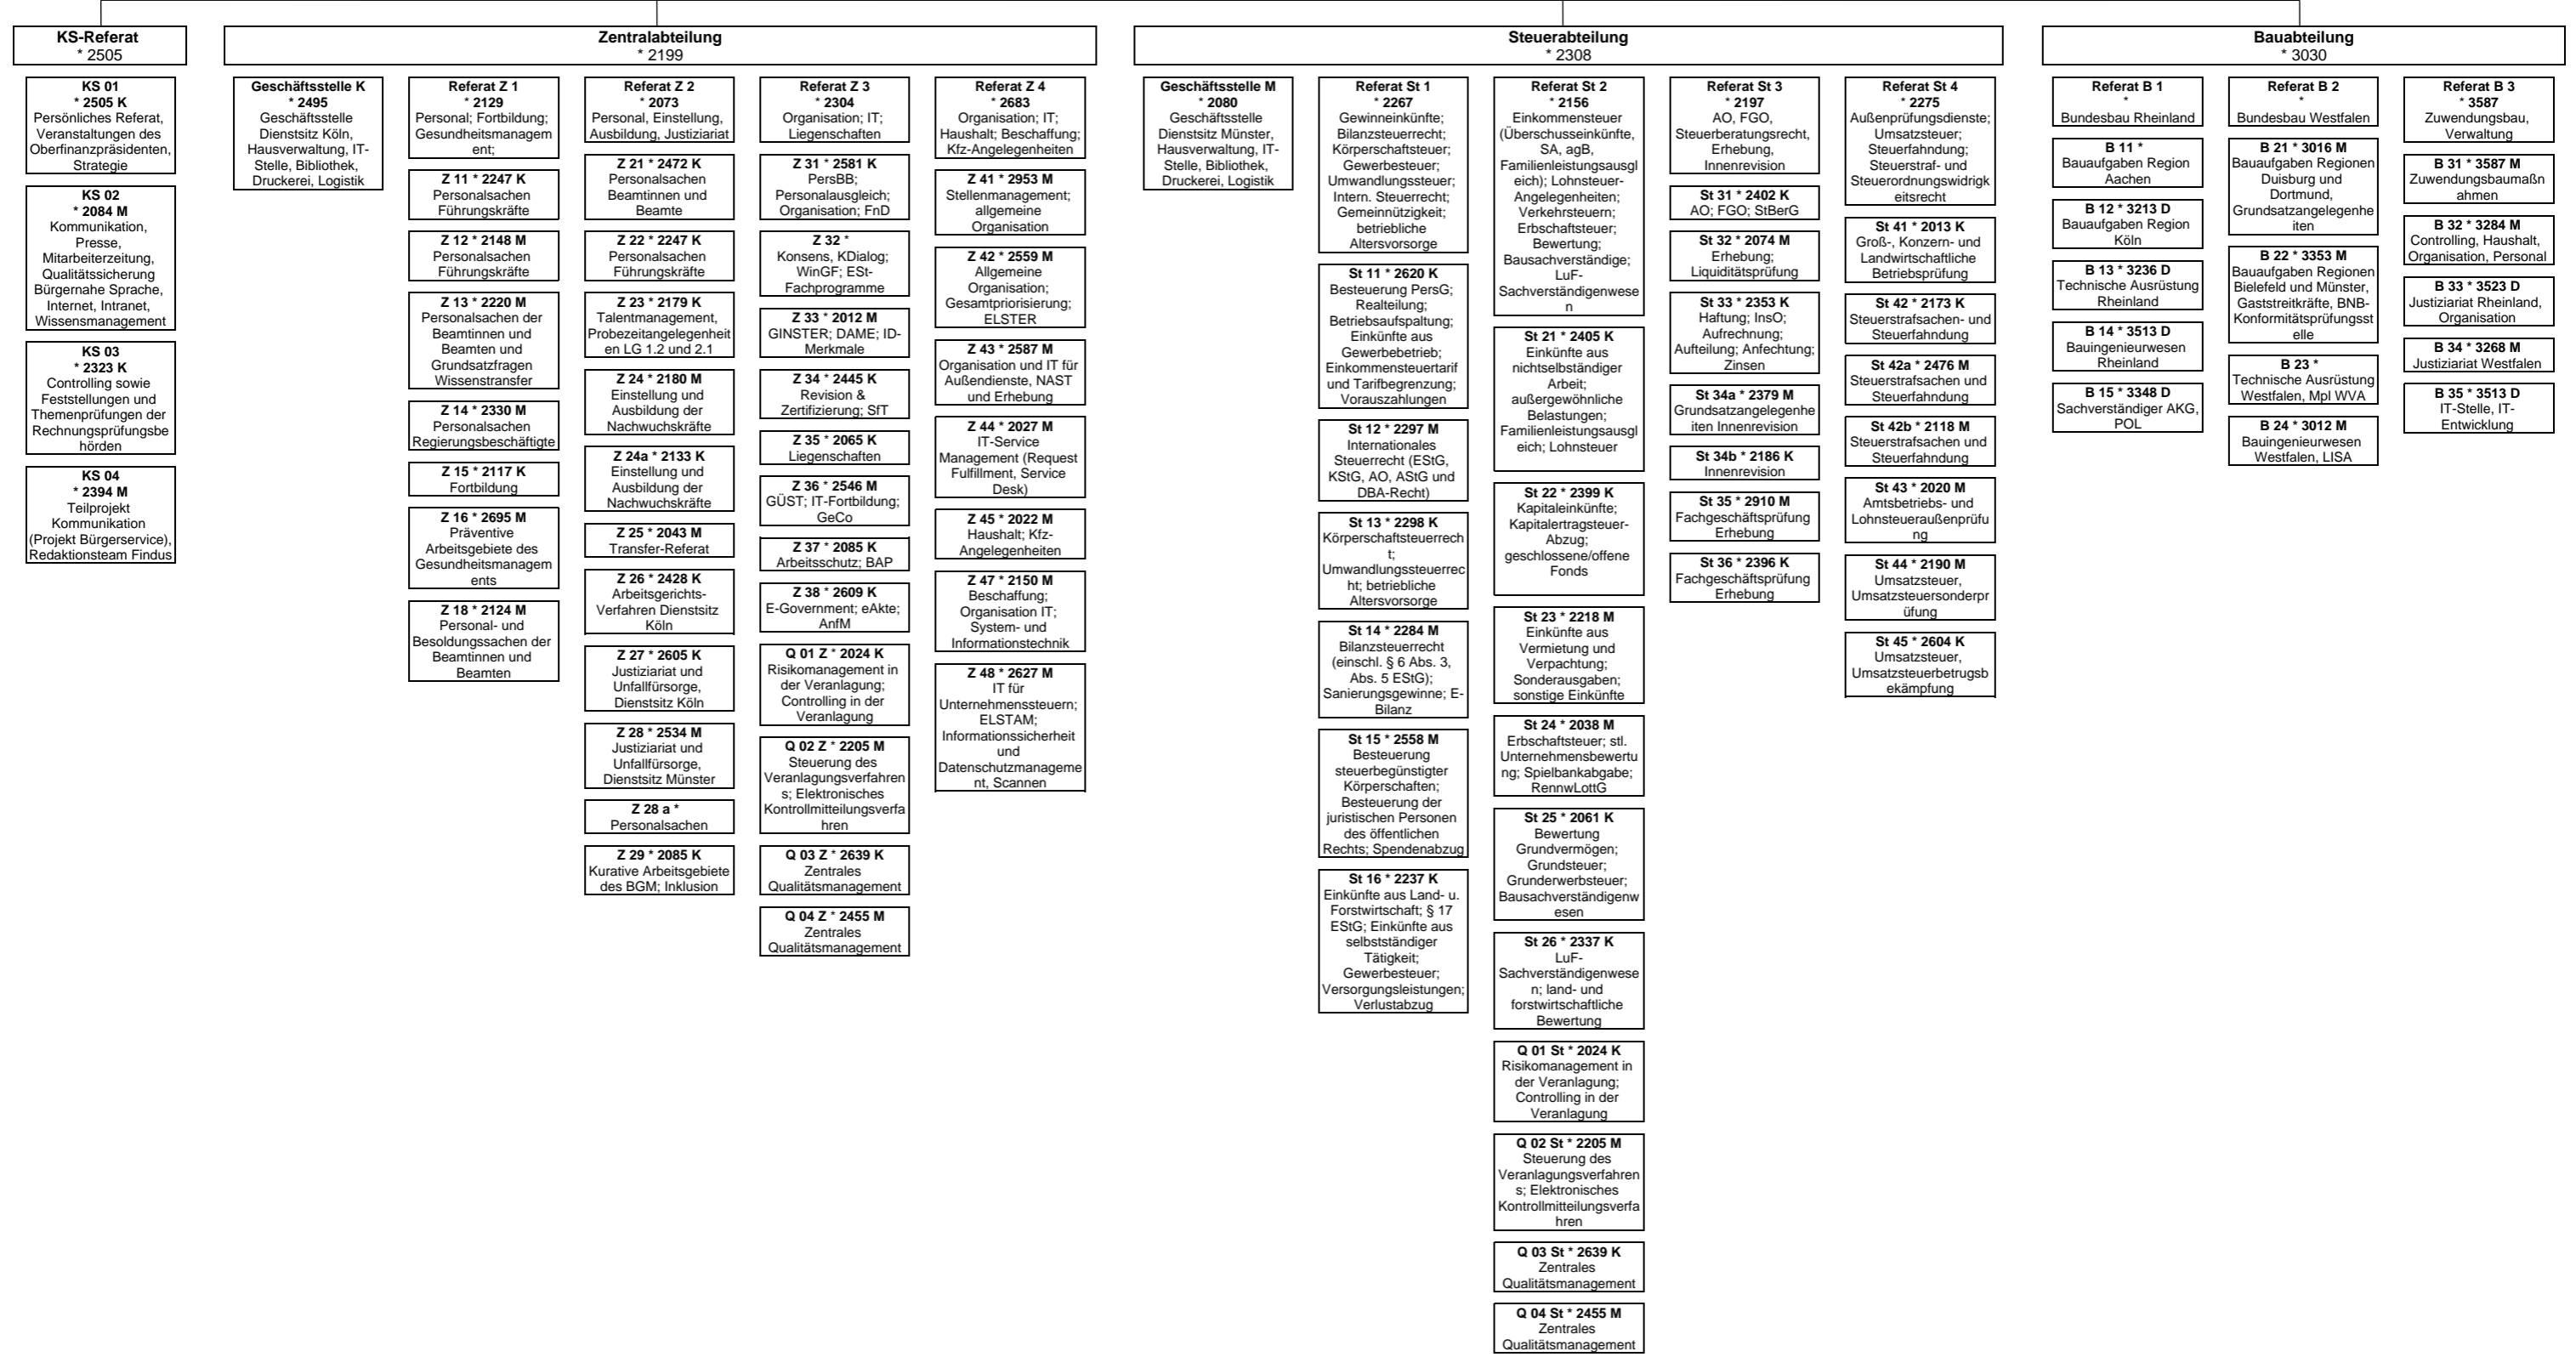 KS-Referat
* 2505
KS 01
* 2505 K
Persönliches Referat,
Veranstaltungen des
Oberfinanzpräsidenten,
Strategie
KS 02
* 2084 M
Kommunikation,
Presse,
Mitarbeiterzeitung,
Qualitätssicherung
Bürgernahe Sprache,
Internet, Intranet,
Wissensmanagement
KS 03
* 2323 K
Controlling sowie
Feststellungen und
Themenprüfungen der
Rechnungsprüfungsbe
hörden
KS 04
* 2394 M
Teilprojekt
Kommunikation
(Projekt Bürgerservice),
Redaktionsteam Findus
Zentralabteilung
* 2199
Geschäftsstelle K
* 2495
Geschäftsstelle
Dienstsitz Köln,
Hausverwaltung, IT-
Stelle, Bibliothek,
Druckerei, Logistik
Referat Z 1
* 2129
Personal; Fortbildung;
Gesundheitsmanagem
ent;
Z 11 * 2247 K
Personalsachen
Führungskräfte
Z 12 * 2148 M
Personalsachen
Führungskräfte
Z 13 * 2220 M
Personalsachen der
Beamtinnen und
Beamten und
Grundsatzfragen
Wissenstransfer
Z 14 * 2330 M
Personalsachen
Regierungsbeschäftigte
Z 15 * 2117 K
Fortbildung
Z 16 * 2695 M
Präventive
Arbeitsgebiete des
Gesundheitsmanagem
ents
Z 18 * 2124 M
Personal- und
Besoldungssachen der
Beamtinnen und
Beamten
Referat Z 2
* 2073
Personal, Einstellung,
Ausbildung, Justiziariat
Z 21 * 2472 K
Personalsachen
Beamtinnen und
Beamte
Z 22 * 2247 K
Personalsachen
Führungskräfte
Z 23 * 2179 K
Talentmanagement,
Probezeitangelegenheit
en LG 1.2 und 2.1
Z 24 * 2180 M
Einstellung und
Ausbildung der
Nachwuchskräfte
Z 24a * 2133 K
Einstellung und
Ausbildung der
Nachwuchskräfte
Z 25 * 2043 M
Transfer-Referat
Z 26 * 2428 K
Arbeitsgerichts-
Verfahren Dienstsitz
Köln
Z 27 * 2605 K
Justiziariat und
Unfallfürsorge,
Dienstsitz Köln
Z 28 * 2534 M
Justiziariat und
Unfallfürsorge,
Dienstsitz Münster
Z 28 a *
Personalsachen
Z 29 * 2085 K
Kurative Arbeitsgebiete
des BGM; Inklusion
Referat Z 3
* 2304
Organisation; IT;
Liegenschaften
Z 31 * 2581 K
PersBB;
Personalausgleich;
Organisation; FnD
Z 32 *
Konsens, KDialog;
WinGF; ESt-
Fachprogramme
Z 33 * 2012 M
GINSTER; DAME; ID-
Merkmale
Z 34 * 2445 K
Revision &
Zertifizierung; SfT
Z 35 * 2065 K
Liegenschaften
Z 36 * 2546 M
GÜST; IT-Fortbildung;
GeCo
Z 37 * 2085 K
Arbeitsschutz; BAP
Z 38 * 2609 K
E-Government; eAkte;
AnfM
Q 01 Z * 2024 K
Risikomanagement in
der Veranlagung;
Controlling in der
Veranlagung
Q 02 Z * 2205 M
Steuerung des
Veranlagungsverfahren
s; Elektronisches
Kontrollmitteilungsverfa
hren
Q 03 Z * 2639 K
Zentrales
Qualitätsmanagement
Q 04 Z * 2455 M
Zentrales
Qualitätsmanagement
Referat Z 4
* 2683
Organisation; IT;
Haushalt; Beschaffung;
Kfz-Angelegenheiten
Z 41 * 2953 M
Stellenmanagement;
allgemeine
Organisation
Z 42 * 2559 M
Allgemeine
Organisation;
Gesamtpriorisierung;
ELSTER
Z 43 * 2587 M
Organisation und IT für
Außendienste, NAST
und Erhebung
Z 44 * 2027 M
IT-Service
Management (Request
Fulfillment, Service
Desk)
Z 45 * 2022 M
Haushalt; Kfz-
Angelegenheiten
Z 47 * 2150 M
Beschaffung;
Organisation IT;
System- und
Informationstechnik
Z 48 * 2627 M
IT für
Unternehmenssteuern;
ELSTAM;
Informationssicherheit
und
Datenschutzmanageme
nt, Scannen
Steuerabteilung
* 2308
Geschäftsstelle M
* 2080
Geschäftsstelle
Dienstsitz Münster,
Hausverwaltung, IT-
Stelle, Bibliothek,
Druckerei, Logistik
Referat St 1
* 2267
Gewinneinkünfte;
Bilanzsteuerrecht;
Körperschaftsteuer;
Gewerbesteuer;
Umwandlungssteuer;
Intern. Steuerrecht;
Gemeinnützigkeit;
betriebliche
Altersvorsorge
St 11 * 2620 K
Besteuerung PersG;
Realteilung;
Betriebsaufspaltung;
Einkünfte aus
Gewerbebetrieb;
Einkommensteuertarif
und Tarifbegrenzung;
Vorauszahlungen
St 12 * 2297 M
Internationales
Steuerrecht (EStG,
KStG, AO, AStG und
DBA-Recht)
St 13 * 2298 K
Körperschaftsteuerrech
t;
Umwandlungssteuerrec
ht; betriebliche
Altersvorsorge
St 14 * 2284 M
Bilanzsteuerrecht
(einschl. § 6 Abs. 3,
Abs. 5 EStG);
Sanierungsgewinne; E-
Bilanz
St 15 * 2558 M
Besteuerung
steuerbegünstigter
Körperschaften;
Besteuerung der
juristischen Personen
des öffentlichen
Rechts; Spendenabzug
St 16 * 2237 K
Einkünfte aus Land- u.
Forstwirtschaft; § 17
EStG; Einkünfte aus
selbstständiger
Tätigkeit;
Gewerbesteuer;
Versorgungsleistungen;
Verlustabzug
Referat St 2
* 2156
Einkommensteuer
(Überschusseinkünfte,
SA, agB,
Familienleistungsausgl
eich); Lohnsteuer-
Angelegenheiten;
Verkehrsteuern;
Erbschaftsteuer;
Bewertung;
Bausachverständige;
LuF-
Sachverständigenwese
n
St 21 * 2405 K
Einkünfte aus
nichtselbständiger
Arbeit;
außergewöhnliche
Belastungen;
Familienleistungsausgl
eich; Lohnsteuer
St 22 * 2399 K
Kapitaleinkünfte;
Kapitalertragsteuer-
Abzug;
geschlossene/offene
Fonds
St 23 * 2218 M
Einkünfte aus
Vermietung und
Verpachtung;
Sonderausgaben;
sonstige Einkünfte
St 24 * 2038 M
Erbschaftsteuer; stl.
Unternehmensbewertu
ng; Spielbankabgabe;
RennwLottG
St 25 * 2061 K
Bewertung
Grundvermögen;
Grundsteuer;
Grunderwerbsteuer;
Bausachverständigenw
esen
St 26 * 2337 K
LuF-
Sachverständigenwese
n; land- und
forstwirtschaftliche
Bewertung
Q 01 St * 2024 K
Risikomanagement in
der Veranlagung;
Controlling in der
Veranlagung
Q 02 St * 2205 M
Steuerung des
Veranlagungsverfahren
s; Elektronisches
Kontrollmitteilungsverfa
hren
Q 03 St * 2639 K
Zentrales
Qualitätsmanagement
Q 04 St * 2455 M
Zentrales
Qualitätsmanagement
Referat St 3
* 2197
AO, FGO,
Steuerberatungsrecht,
Erhebung,
Innenrevision
St 31 * 2402 K
AO; FGO; StBerG
St 32 * 2074 M
Erhebung;
Liquiditätsprüfung
St 33 * 2353 K
Haftung; InsO;
Aufrechnung;
Aufteilung; Anfechtung;
Zinsen
St 34a * 2379 M
Grundsatzangelegenhe
iten Innenrevision
St 34b * 2186 K
Innenrevision
St 35 * 2910 M
Fachgeschäftsprüfung
Erhebung
St 36 * 2396 K
Fachgeschäftsprüfung
Erhebung
Referat St 4
* 2275
Außenprüfungsdienste;
Umsatzsteuer;
Steuerfahndung;
Steuerstraf- und
Steuerordnungswidrigk
eitsrecht
St 41 * 2013 K
Groß-, Konzern- und
Landwirtschaftliche
Betriebsprüfung
St 42 * 2173 K
Steuerstrafsachen- und
Steuerfahndung
St 42a * 2476 M
Steuerstrafsachen und
Steuerfahndung
St 42b * 2118 M
Steuerstrafsachen und
Steuerfahndung
St 43 * 2020 M
Amtsbetriebs- und
Lohnsteueraußenprüfu
ng
St 44 * 2190 M
Umsatzsteuer,
Umsatzsteuersonderpr
üfung
St 45 * 2604 K
Umsatzsteuer,
Umsatzsteuerbetrugsb
ekämpfung
Bauabteilung
* 3030
Referat B 1
*
Bundesbau Rheinland
B 11 *
Bauaufgaben Region
Aachen
B 12 * 3213 D
Bauaufgaben Region
Köln
B 13 * 3236 D
Technische Ausrüstung
Rheinland
B 14 * 3513 D
Bauingenieurwesen
Rheinland
B 15 * 3348 D
Sachverständiger AKG,
POL
Referat B 2
*
Bundesbau Westfalen
B 21 * 3016 M
Bauaufgaben Regionen
Duisburg und
Dortmund,
Grundsatzangelegenhe
iten
B 22 * 3353 M
Bauaufgaben Regionen
Bielefeld und Münster,
Gaststreitkräfte, BNB-
Konformitätsprüfungsst
elle
B 23 *
Technische Ausrüstung
Westfalen, Mpl WVA
B 24 * 3012 M
Bauingenieurwesen
Westfalen, LISA
Referat B 3
* 3587
Zuwendungsbau,
Verwaltung
B 31 * 3587 M
Zuwendungsbaumaßn
ahmen
B 32 * 3284 M
Controlling, Haushalt,
Organisation, Personal
B 33 * 3523 D
Justiziariat Rheinland,
Organisation
B 34 * 3268 M
Justiziariat Westfalen
B 35 * 3513 D
IT-Stelle, IT-
Entwicklung